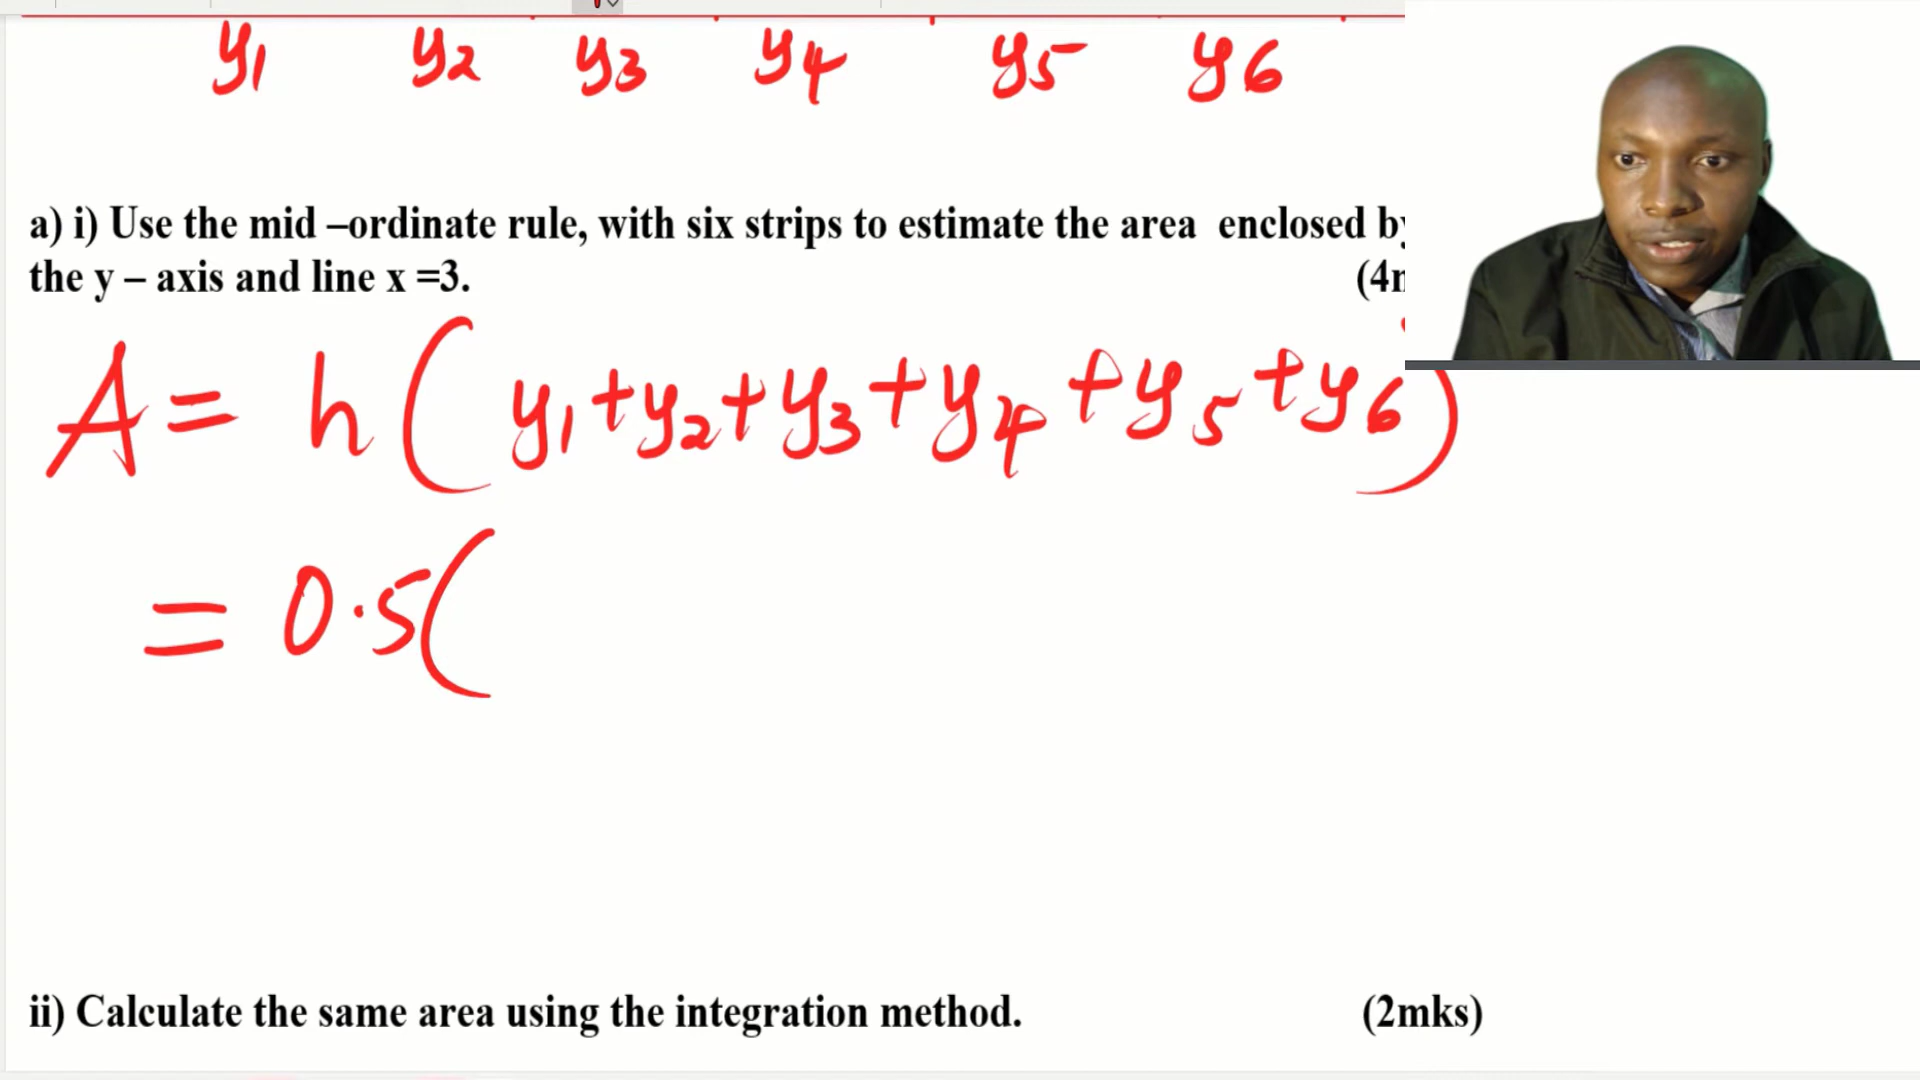 y1 y2 y3 y4 y5 y6
a) i) Use the mid –ordinate rule, with six strips to estimate the area enclosed by
the y – axis and line x =3. (4
A = h ( y1 + y2 + y3 + y4 + y5 + y6 )
= 0.5 (
ii) Calculate the same area using the integration method. (2mks)